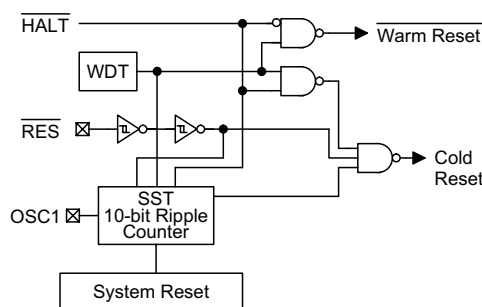 HALT
Warm Reset
WDT
RES
Cold
Reset
SST
10-bit Ripple
Counter
OSC1
System Reset